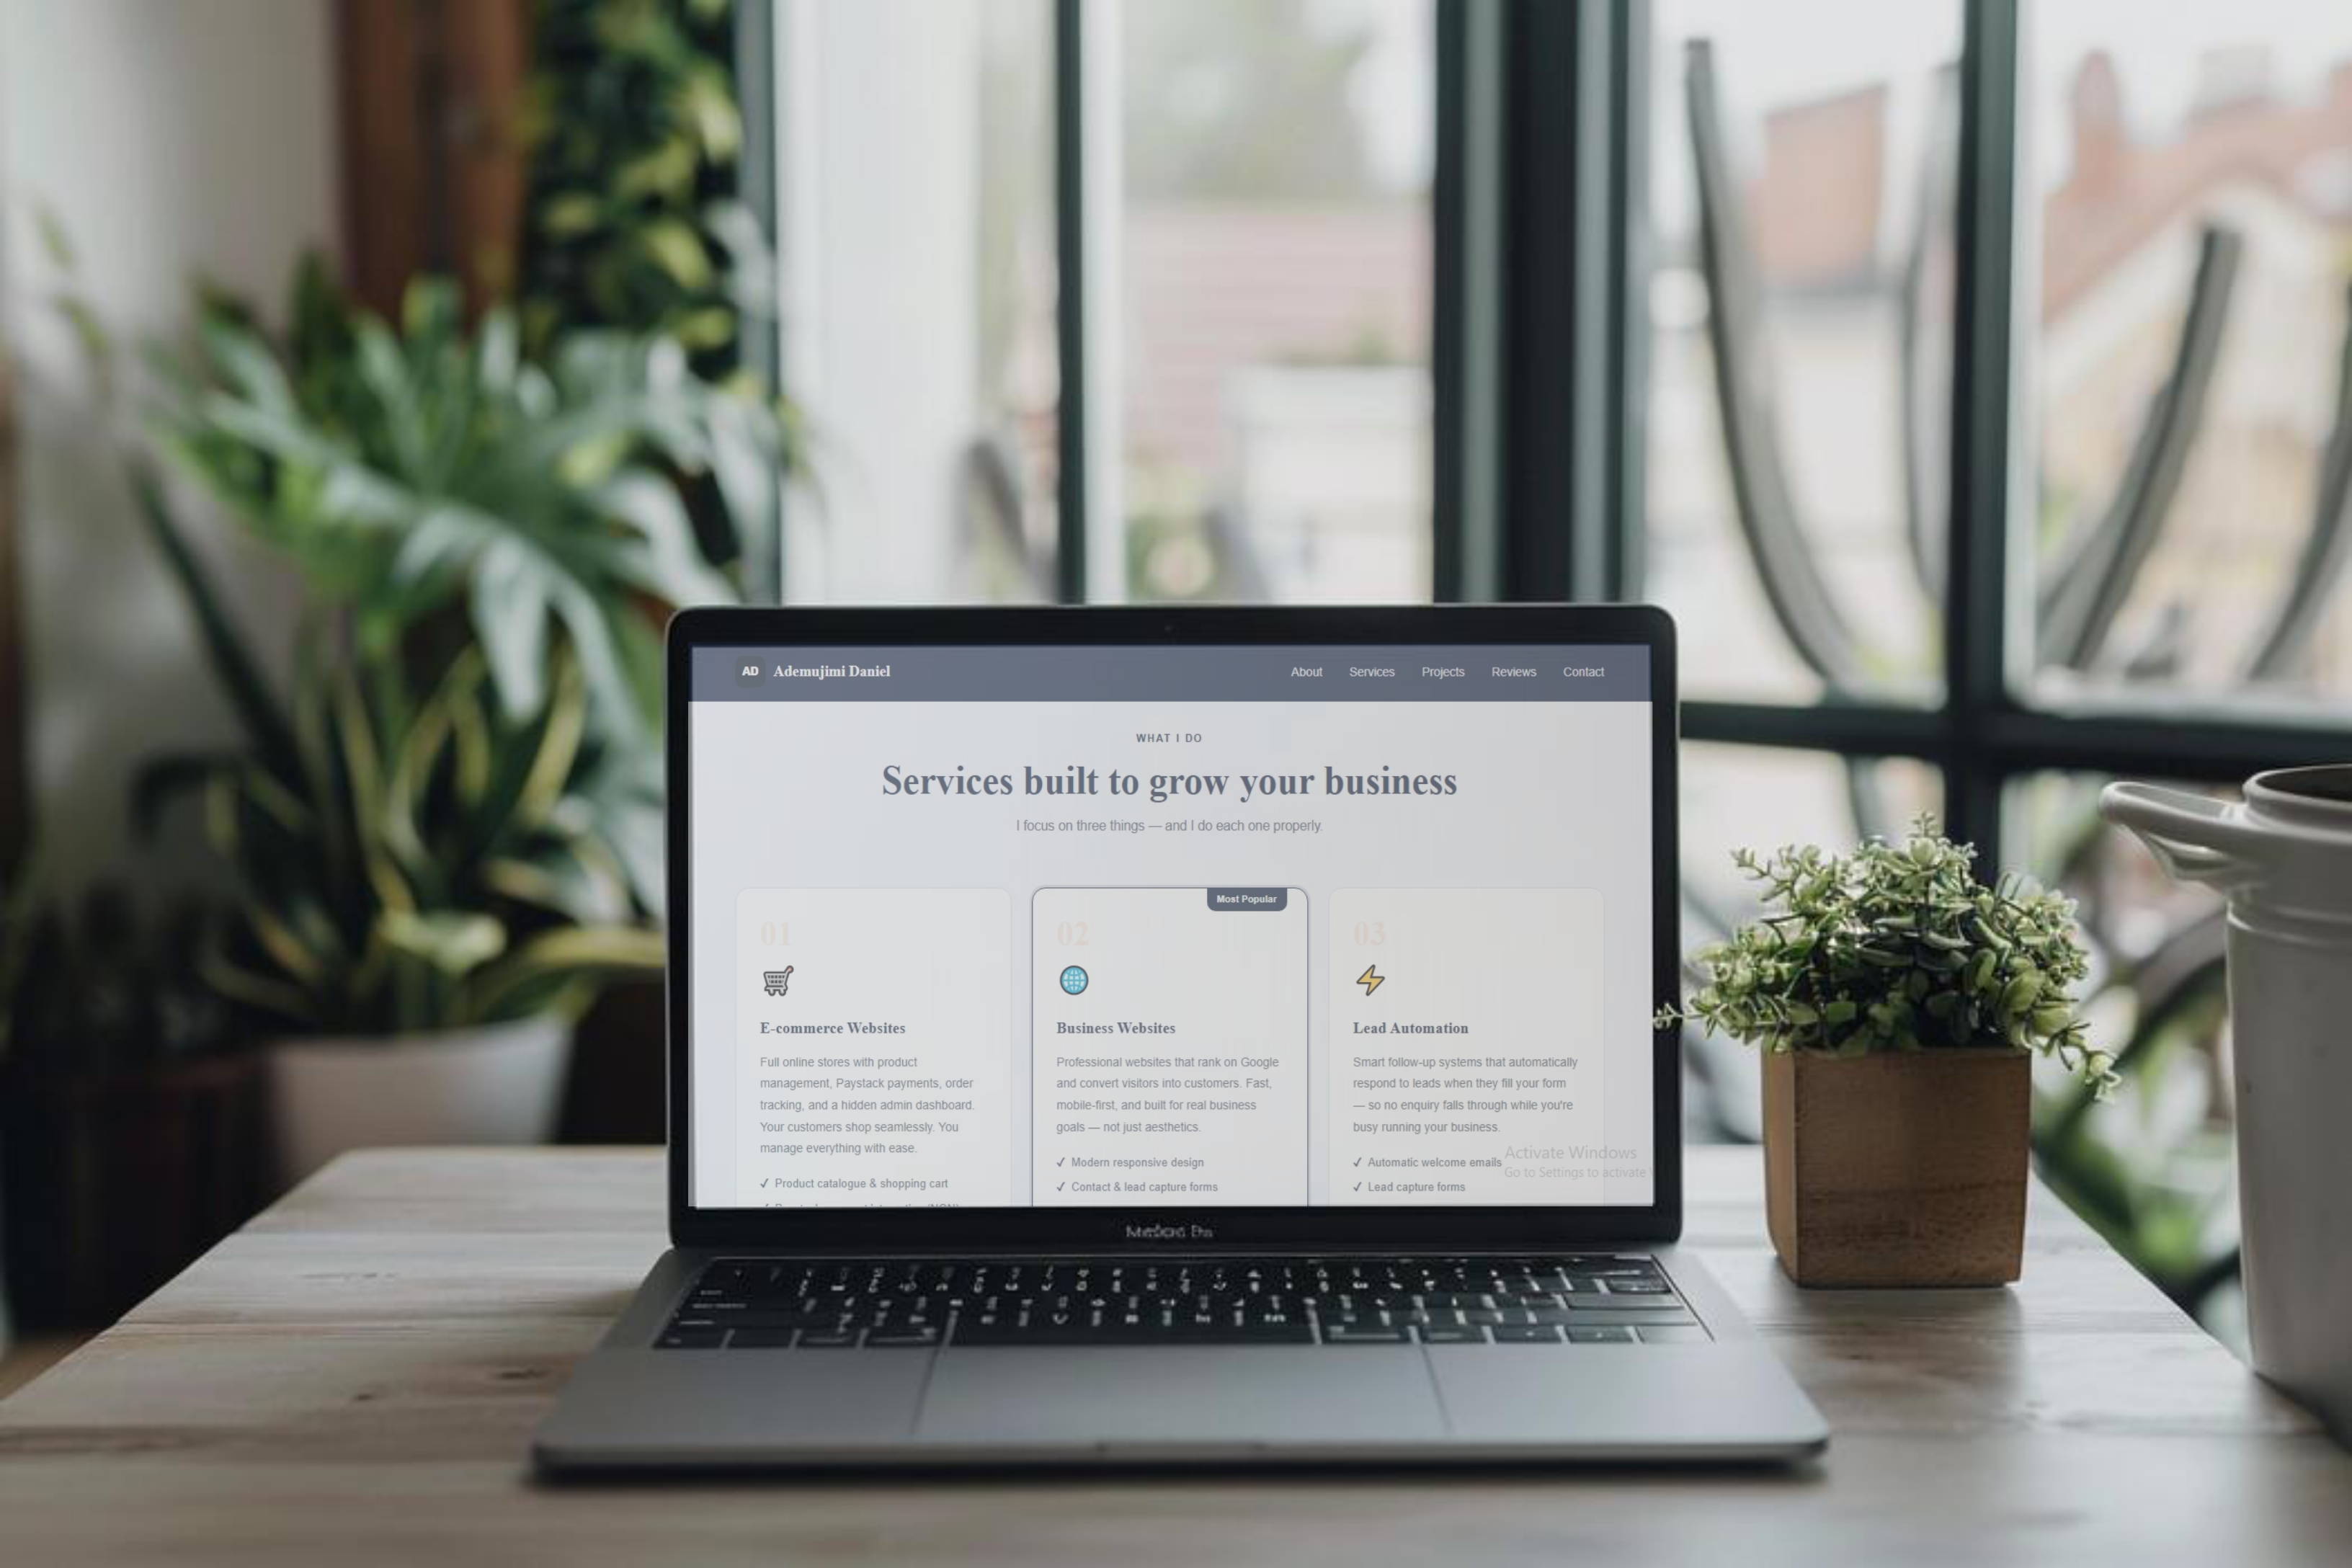 AD Ademujimi Daniel About Services Projects Reviews Contact
WHAT I DO
Services built to grow your business
I focus on three things — and I do each one properly.
01
🛒
E-commerce Websites
Full online stores with product
management, Paystack payments, order
tracking, and a hidden admin dashboard.
Your customers shop seamlessly. You
manage everything with ease.
✓ Product catalogue & shopping cart
Most Popular
02
Business Websites
Professional websites that rank on Google
and convert visitors into customers. Fast,
mobile-first, and built for real business
goals — not just aesthetics.
✓ Modern responsive design
✓ Contact & lead capture forms
03
Lead Automation
Smart follow-up systems that automatically
respond to leads when they fill your form
— so no enquiry falls through while you're
busy running your business.
✓ Automatic welcome emails
✓ Lead capture forms
Activate Windows
Go to Settings to activate